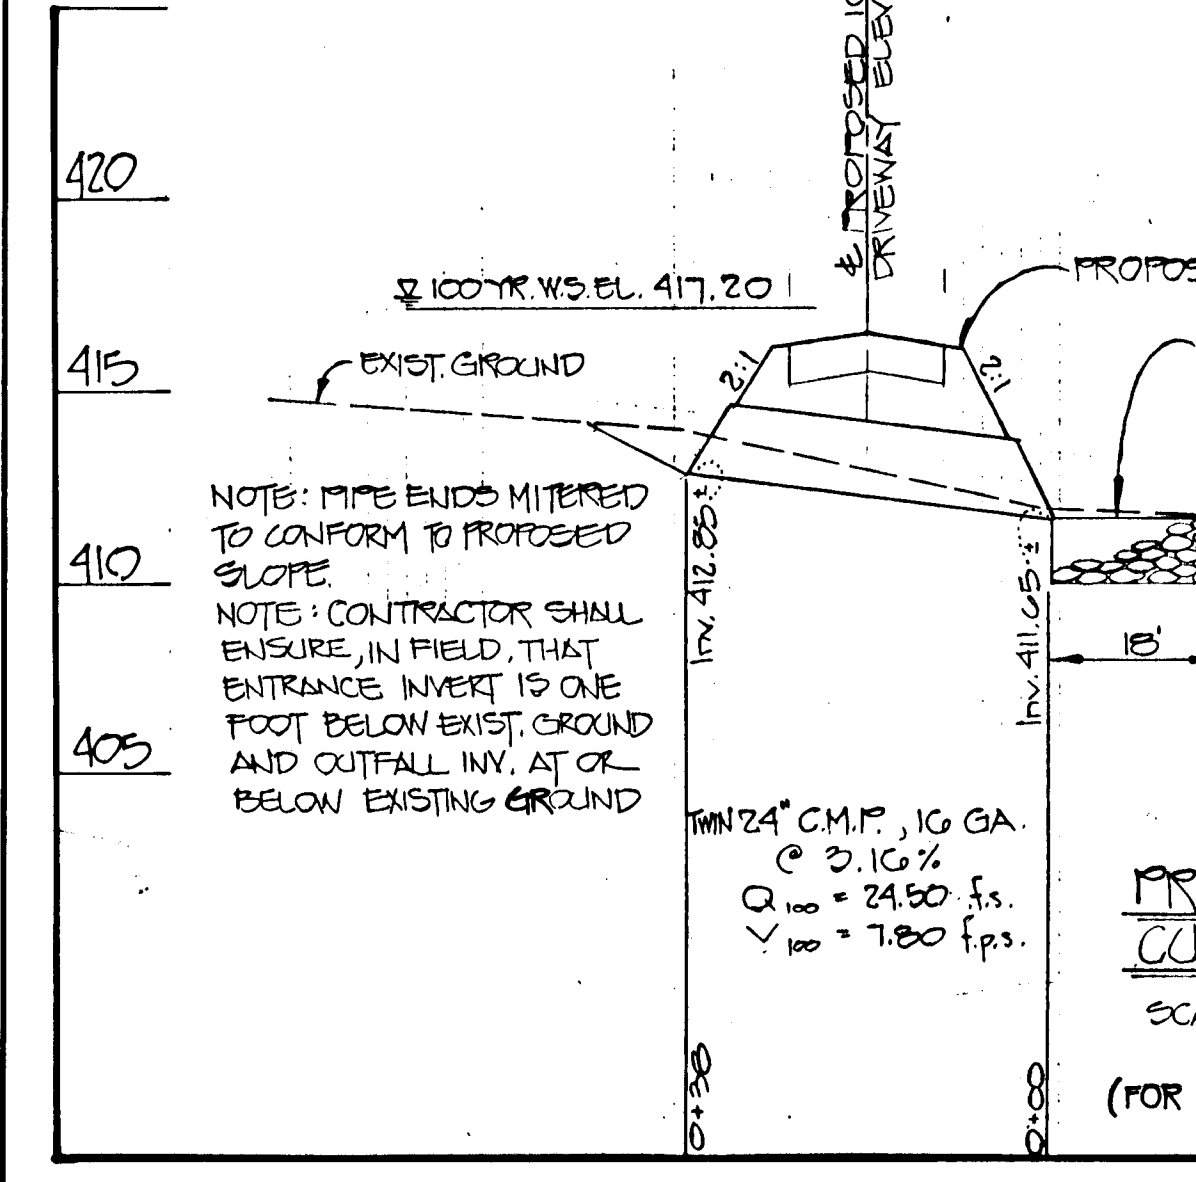 420
415
410
405
℄ PROPOSED
DRIVEWAY ELEV
100 YR. W.S. EL. 417.20
PROPOS
EXIST. GROUND
2:1
2:1
NOTE: PIPE ENDS MITERED
TO CONFORM TO PROPOSED
SLOPE.
NOTE: CONTRACTOR SHALL
ENSURE, IN FIELD, THAT
ENTRANCE INVERT IS ONE
FOOT BELOW EXIST. GROUND
AND OUTFALL INV. AT OR
BELOW EXISTING GROUND
Inv. 412.85 ±
Inv. 411.65 ±
18'
TWIN 24" C.M.P., 16 GA.
@ 3.16%
Q100 = 24.50 f.s.
V100 = 7.80 f.p.s.
0+38
0+00
PR
CU
SCA
(FOR